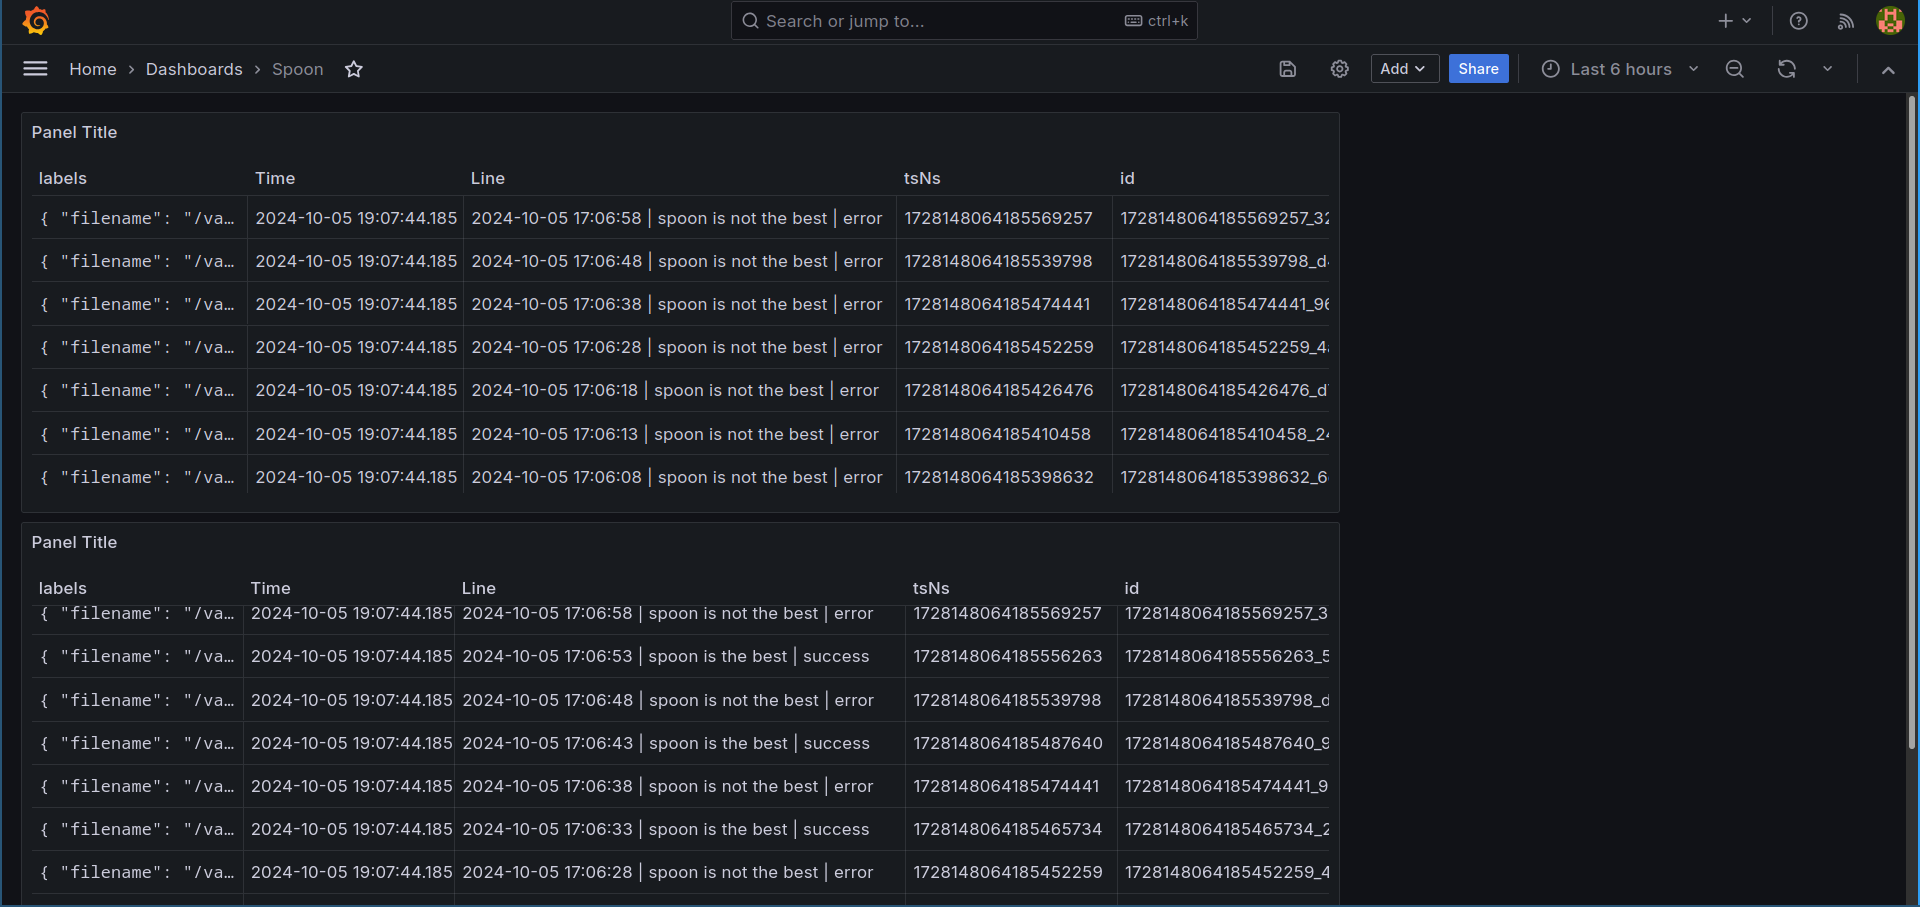 Search or jump to... ctrl+k
Home › Dashboards › Spoon Add Share Last 6 hours
Panel Title
labels Time Line tsNs id
{ "filename": "/va… 2024-10-05 19:07:44.185 2024-10-05 17:06:58 | spoon is not the best | error 1728148064185569257 1728148064185569257_32
{ "filename": "/va… 2024-10-05 19:07:44.185 2024-10-05 17:06:48 | spoon is not the best | error 1728148064185539798 1728148064185539798_d
{ "filename": "/va… 2024-10-05 19:07:44.185 2024-10-05 17:06:38 | spoon is not the best | error 1728148064185474441 1728148064185474441_96
{ "filename": "/va… 2024-10-05 19:07:44.185 2024-10-05 17:06:28 | spoon is not the best | error 1728148064185452259 1728148064185452259_4
{ "filename": "/va… 2024-10-05 19:07:44.185 2024-10-05 17:06:18 | spoon is not the best | error 1728148064185426476 1728148064185426476_d
{ "filename": "/va… 2024-10-05 19:07:44.185 2024-10-05 17:06:13 | spoon is not the best | error 1728148064185410458 1728148064185410458_24
{ "filename": "/va… 2024-10-05 19:07:44.185 2024-10-05 17:06:08 | spoon is not the best | error 1728148064185398632 1728148064185398632_6
Panel Title
labels Time Line tsNs id
{ "filename": "/va… 2024-10-05 19:07:44.185 2024-10-05 17:06:58 | spoon is not the best | error 1728148064185569257 1728148064185569257_3
{ "filename": "/va… 2024-10-05 19:07:44.185 2024-10-05 17:06:53 | spoon is the best | success 1728148064185556263 1728148064185556263_5
{ "filename": "/va… 2024-10-05 19:07:44.185 2024-10-05 17:06:48 | spoon is not the best | error 1728148064185539798 1728148064185539798_d
{ "filename": "/va… 2024-10-05 19:07:44.185 2024-10-05 17:06:43 | spoon is the best | success 1728148064185487640 1728148064185487640_9
{ "filename": "/va… 2024-10-05 19:07:44.185 2024-10-05 17:06:38 | spoon is not the best | error 1728148064185474441 1728148064185474441_9
{ "filename": "/va… 2024-10-05 19:07:44.185 2024-10-05 17:06:33 | spoon is the best | success 1728148064185465734 1728148064185465734_2
{ "filename": "/va… 2024-10-05 19:07:44.185 2024-10-05 17:06:28 | spoon is not the best | error 1728148064185452259 1728148064185452259_4